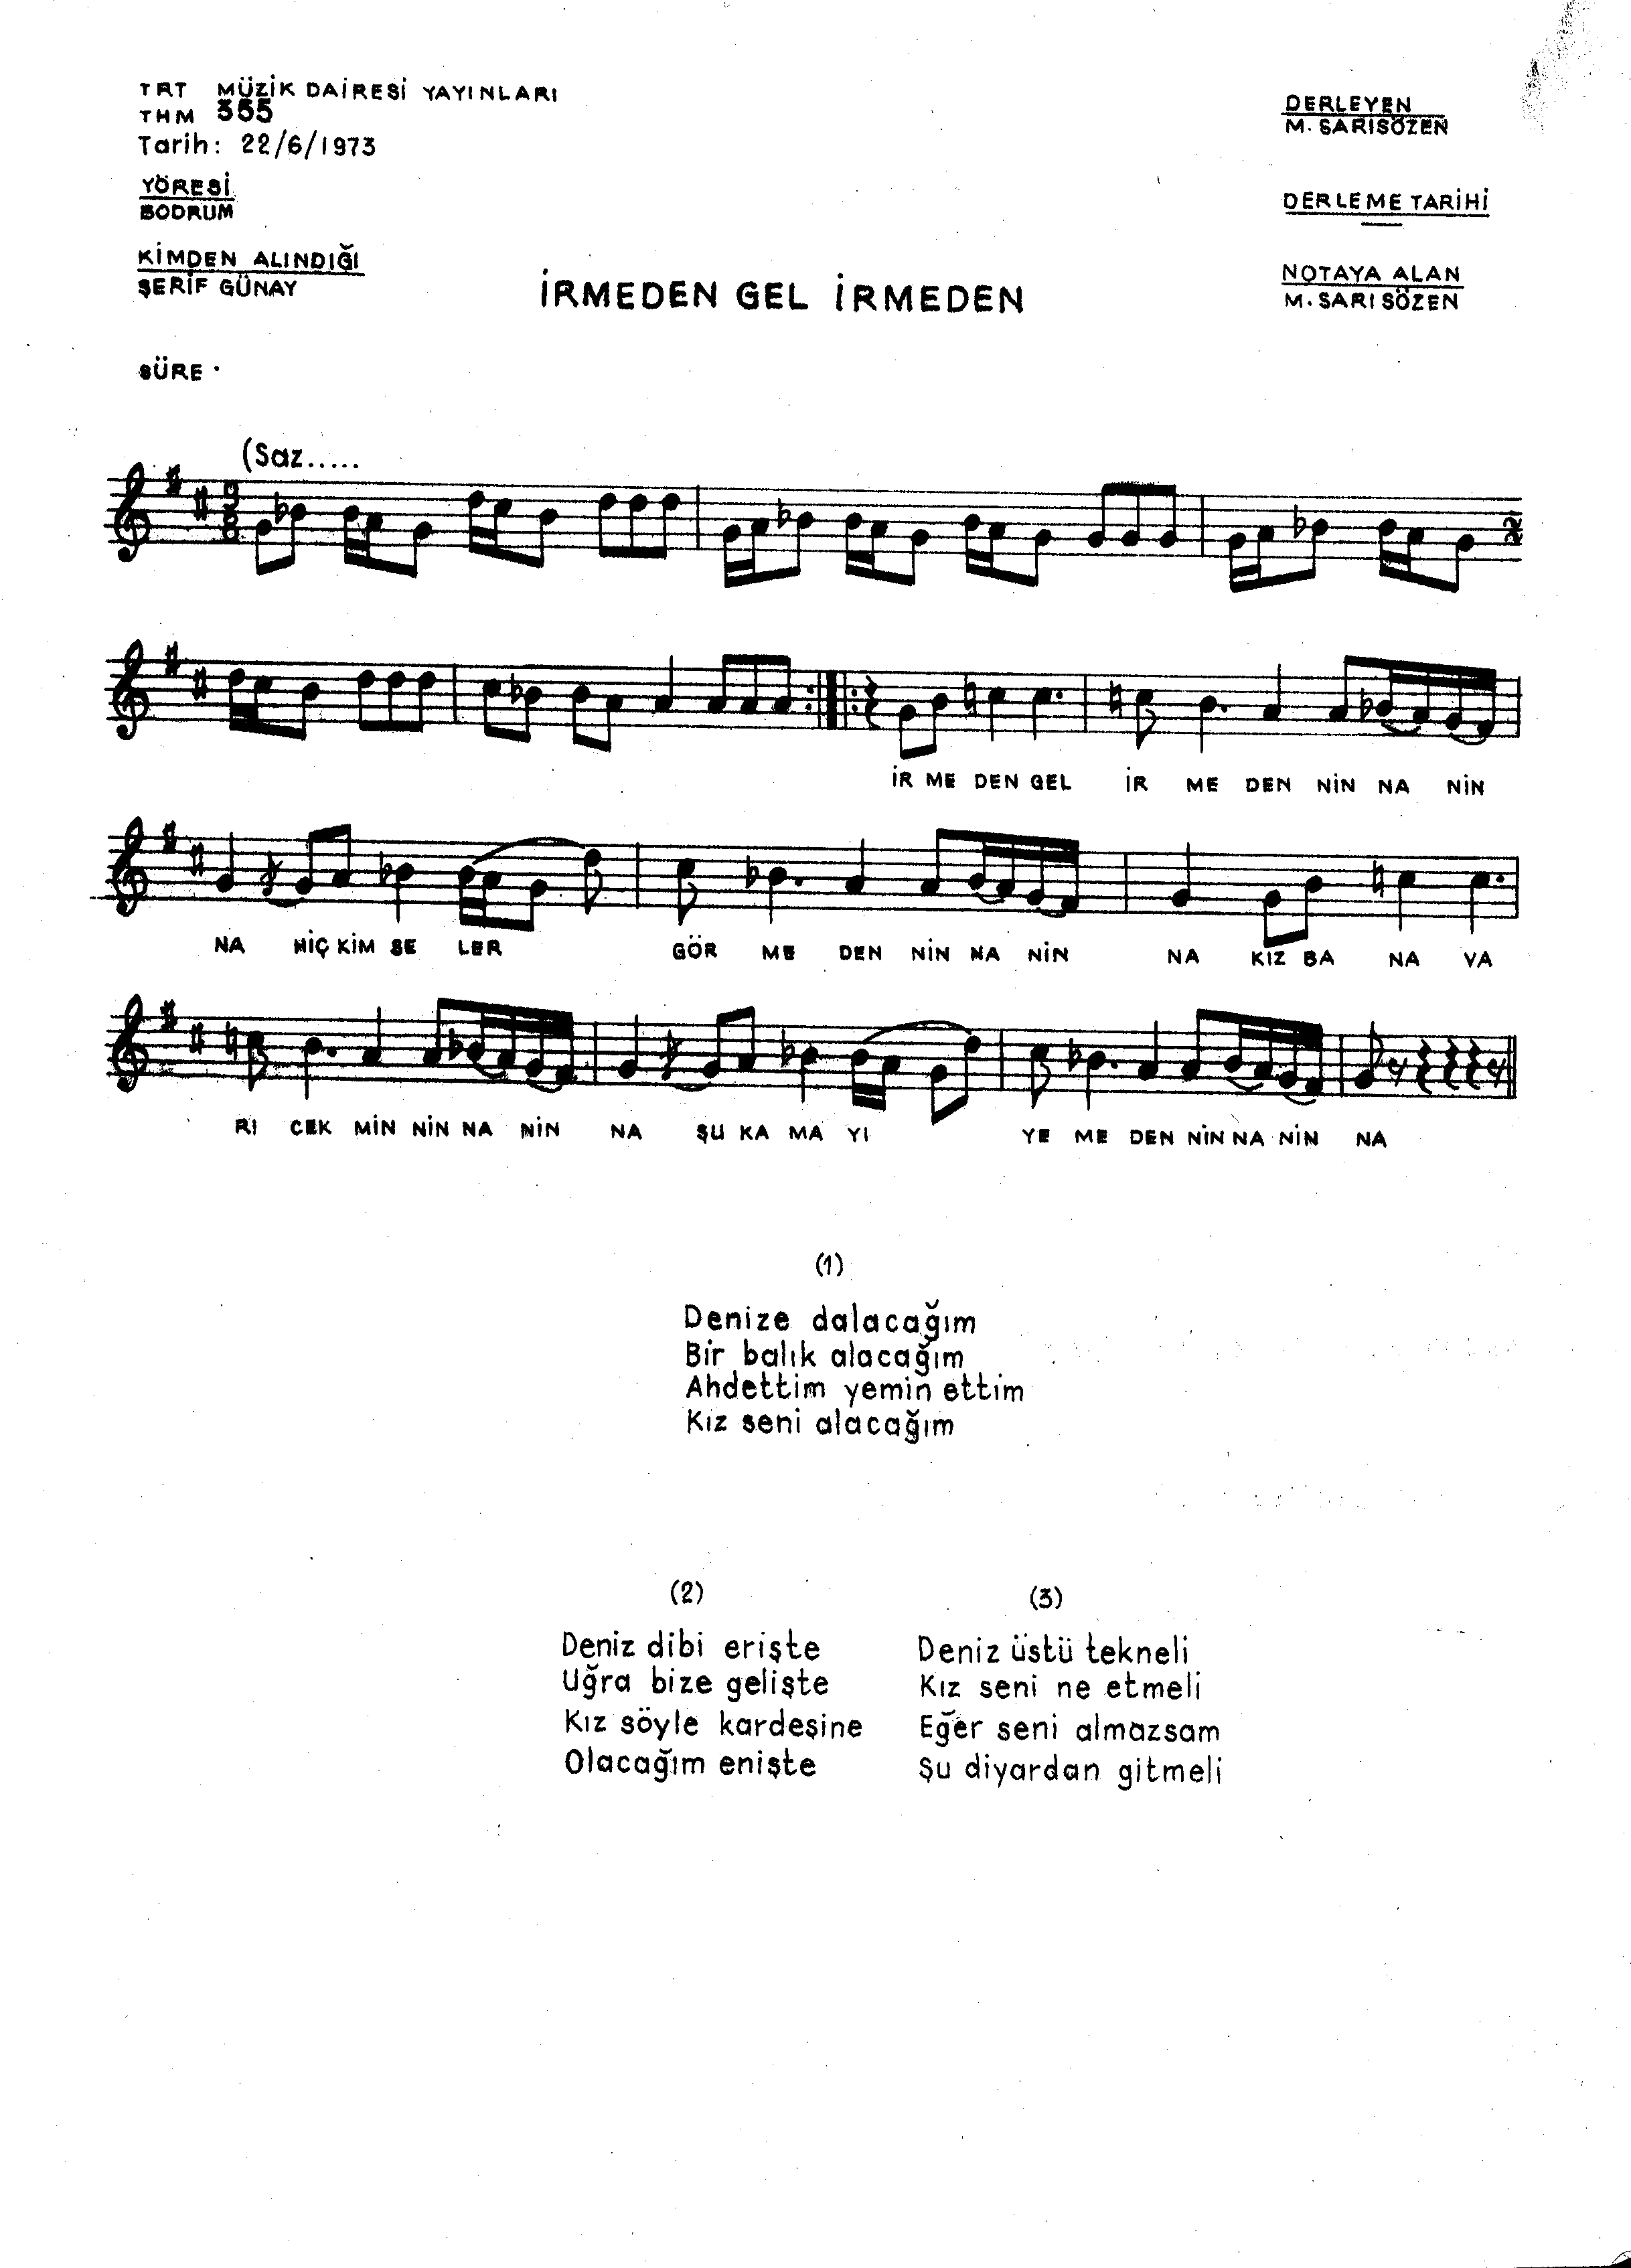 TRT MÜZİK DAİRESİ YAYINLARI
THM 355
Tarih: 22/6/1973
YÖRESİ
BODRUM
KİMDEN ALINDIĞI
ŞERİF GÜNAY
SÜRE
DERLEYEN
M. SARISÖZEN
DERLEME TARİHİ
NOTAYA ALAN
M. SARISÖZEN
İRMEDEN GEL İRMEDEN
(Saz.....
İR ME DEN GEL İR ME DEN NİN NA NİN
NA HİÇ KİM SE LER GÖR ME DEN NİN NA NİN NA KIZ BA NA VA
Rİ CEK MİN NİN NA NİN NA ŞU KA MA YI YE ME DEN NİN NA NİN NA
(1)
Denize dalacağım
Bir balık alacağım
Ahdettim yemin ettim
Kız seni alacağım
(2)
Deniz dibi erişte
Uğra bize gelişte
Kız söyle kardeşine
Olacağım enişte
(3)
Deniz üstü tekneli
Kız seni ne etmeli
Eğer seni almazsam
Şu diyardan gitmeli